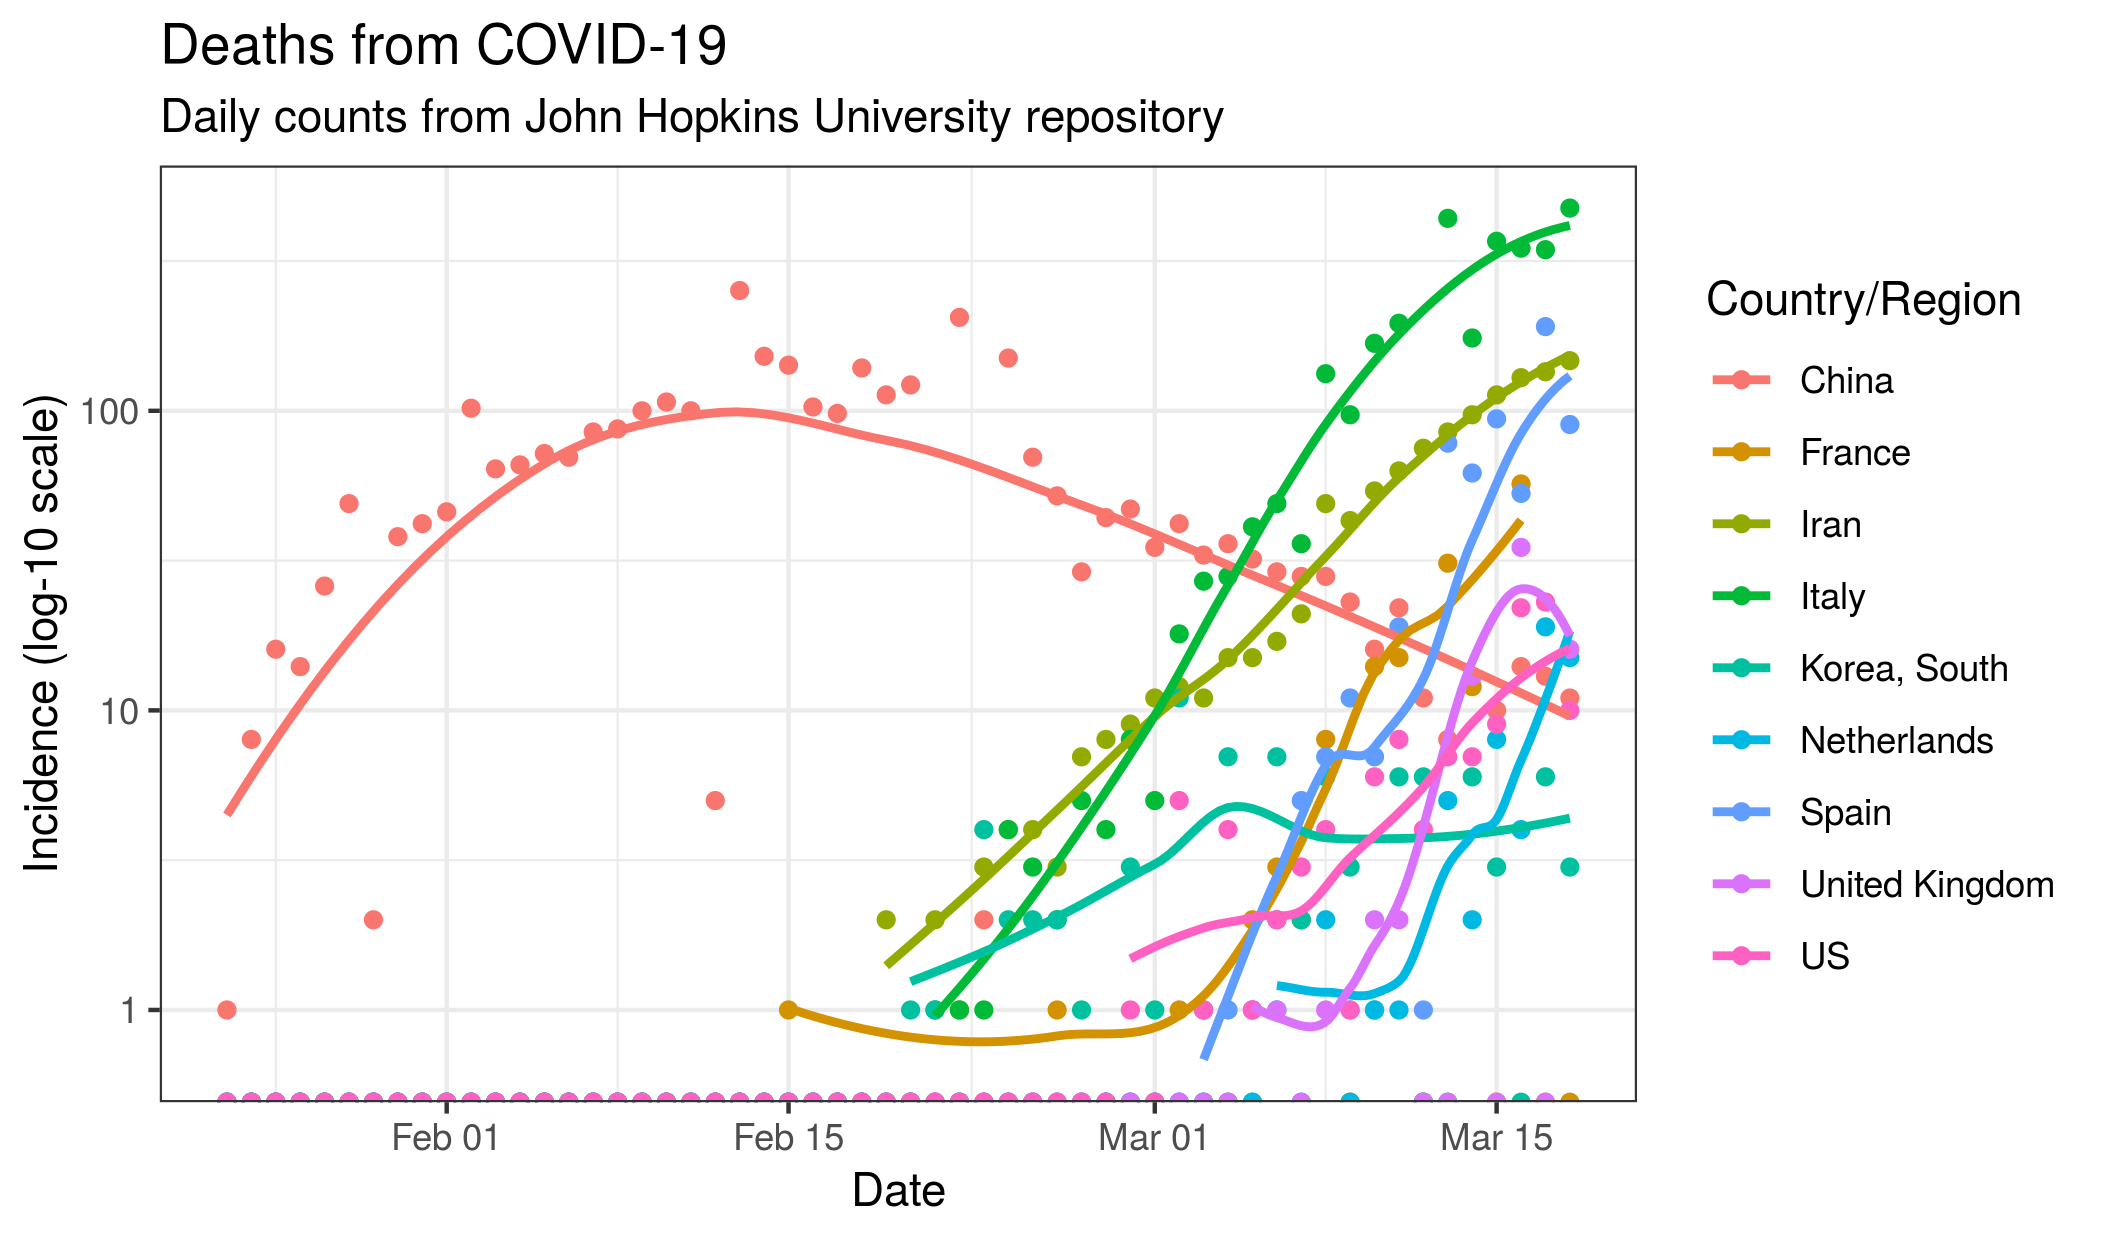 Deaths from COVID-19
Daily counts from John Hopkins University repository
Incidence (log-10 scale)
100
10
1
Feb 01
Feb 15
Mar 01
Mar 15
Date
Country/Region
China
France
Iran
Italy
Korea, South
Netherlands
Spain
United Kingdom
US